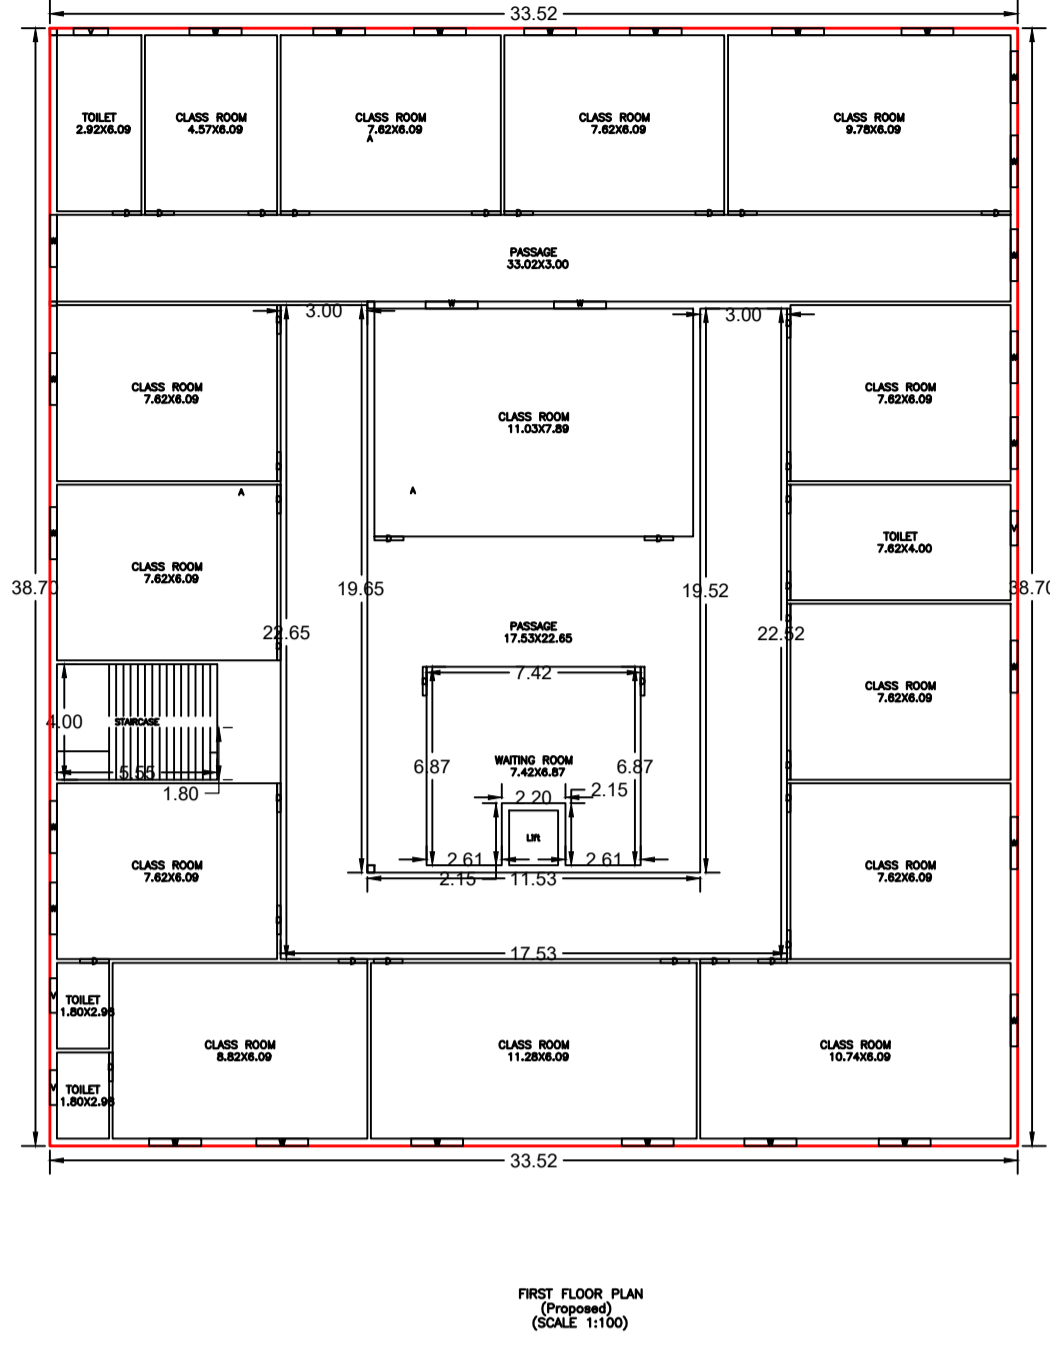 33.52
TOILET
2.92X6.09
CLASS ROOM
4.57X6.09
CLASS ROOM
7.62X6.09
A
CLASS ROOM
7.62X6.09
CLASS ROOM
9.78X6.09
PASSAGE
33.02X3.00
3.00
3.00
CLASS ROOM
7.62X6.09
CLASS ROOM
11.03X7.89
A
CLASS ROOM
7.62X6.09
A
CLASS ROOM
7.62X6.09
TOILET
7.62X4.00
38.70
19.65
19.52
38.70
22.65
PASSAGE
17.53X22.65
22.52
7.42
CLASS ROOM
7.62X6.09
4.00
STAIRCASE
5.55
1.80
6.87
WAITING ROOM
7.42X6.87
6.87
2.20
2.15
Lift
2.61
2.61
2.15
11.53
CLASS ROOM
7.62X6.09
CLASS ROOM
7.62X6.09
17.53
TOILET
1.80X2.95
TOILET
1.80X2.95
CLASS ROOM
8.82X6.09
CLASS ROOM
11.28X6.09
CLASS ROOM
10.74X6.09
33.52
FIRST FLOOR PLAN
(Proposed)
(SCALE 1:100)